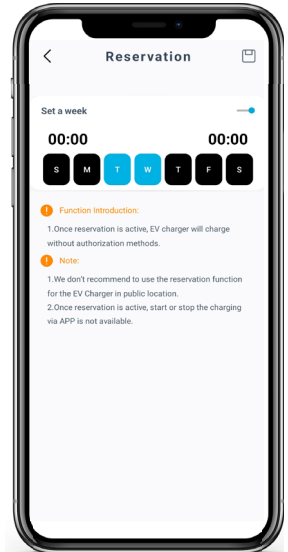 Reservation
Set a week
00:00 00:00
S M T W T F S
! Function Introduction:
1.Once reservation is active, EV charger will charge
without authorization methods.
! Note:
1.We don't recommend to use the reservation function
for the EV Charger in public location.
2.Once reservation is active, start or stop the charging
via APP is not available.